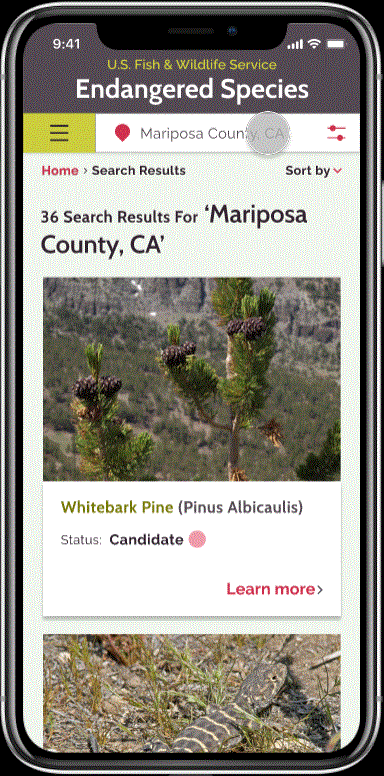 9:41
U.S. Fish & Wildlife Service
Endangered Species
Mariposa County, CA
Home › Search Results
Sort by
36 Search Results For ‘Mariposa
County, CA’
Whitebark Pine (Pinus Albicaulis)
Status: Candidate
Learn more